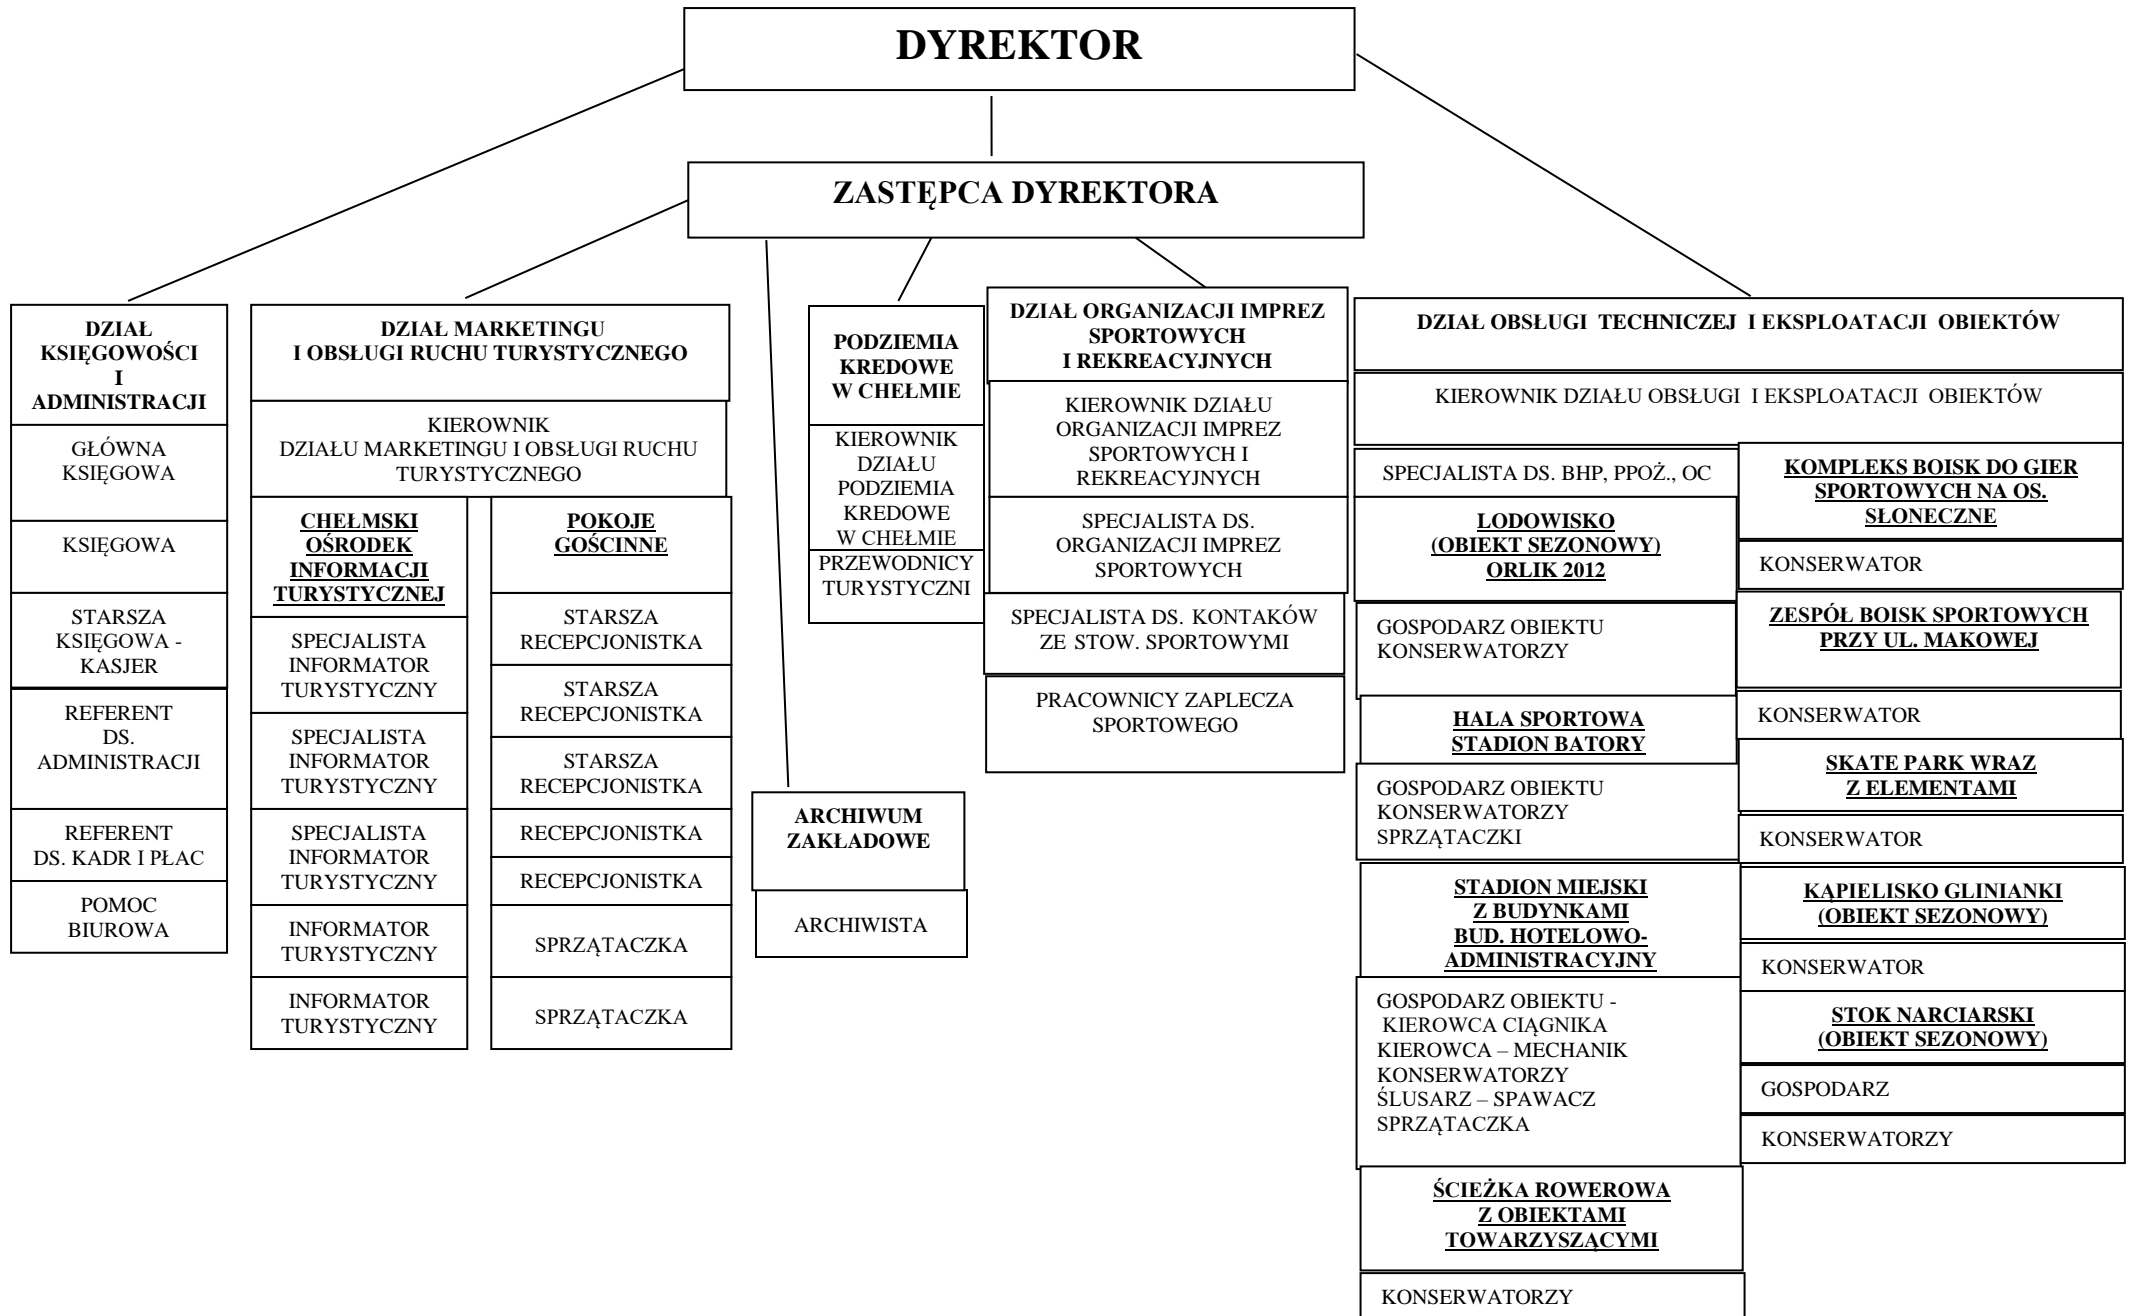 DYREKTOR
ZASTĘPCA DYREKTORA
DZIAŁ
KSIĘGOWOŚCI
I
ADMINISTRACJI
GŁÓWNA
KSIĘGOWA
KSIĘGOWA
STARSZA
KSIĘGOWA -
KASJER
REFERENT
DS.
ADMINISTRACJI
REFERENT
DS. KADR I PŁAC
POMOC
BIUROWA
DZIAŁ MARKETINGU
I OBSŁUGI RUCHU TURYSTYCZNEGO
KIEROWNIK
DZIAŁU MARKETINGU I OBSŁUGI RUCHU
TURYSTYCZNEGO
CHEŁMSKI
OŚRODEK
INFORMACJI
TURYSTYCZNEJ
SPECJALISTA
INFORMATOR
TURYSTYCZNY
SPECJALISTA
INFORMATOR
TURYSTYCZNY
SPECJALISTA
INFORMATOR
TURYSTYCZNY
INFORMATOR
TURYSTYCZNY
INFORMATOR
TURYSTYCZNY
POKOJE
GOŚCINNE
STARSZA
RECEPCJONISTKA
STARSZA
RECEPCJONISTKA
STARSZA
RECEPCJONISTKA
RECEPCJONISTKA
RECEPCJONISTKA
SPRZĄTACZKA
SPRZĄTACZKA
ARCHIWUM
ZAKŁADOWE
ARCHIWISTA
PODZIEMIA
KREDOWE
W CHEŁMIE
KIEROWNIK
DZIAŁU
PODZIEMIA
KREDOWE
W CHEŁMIE
PRZEWODNICY
TURYSTYCZNI
DZIAŁ ORGANIZACJI IMPREZ
SPORTOWYCH
I REKREACYJNYCH
KIEROWNIK DZIAŁU
ORGANIZACJI IMPREZ
SPORTOWYCH I
REKREACYJNYCH
SPECJALISTA DS.
ORGANIZACJI IMPREZ
SPORTOWYCH
SPECJALISTA DS. KONTAKÓW
ZE STOW. SPORTOWYMI
PRACOWNICY ZAPLECZA
SPORTOWEGO
DZIAŁ OBSŁUGI TECHNICZEJ I EKSPLOATACJI OBIEKTÓW
KIEROWNIK DZIAŁU OBSŁUGI I EKSPLOATACJI OBIEKTÓW
SPECJALISTA DS. BHP, PPOŻ., OC
LODOWISKO
(OBIEKT SEZONOWY)
ORLIK 2012
GOSPODARZ OBIEKTU
KONSERWATORZY
HALA SPORTOWA
STADION BATORY
GOSPODARZ OBIEKTU
KONSERWATORZY
SPRZĄTACZKI
STADION MIEJSKI
Z BUDYNKAMI
BUD. HOTELOWO-
ADMINISTRACYJNY
GOSPODARZ OBIEKTU -
KIEROWCA CIĄGNIKA
KIEROWCA – MECHANIK
KONSERWATORZY
ŚLUSARZ – SPAWACZ
SPRZĄTACZKA
ŚCIEŻKA ROWEROWA
Z OBIEKTAMI
TOWARZYSZĄCYMI
KONSERWATORZY
KOMPLEKS BOISK DO GIER
SPORTOWYCH NA OS.
SŁONECZNE
KONSERWATOR
ZESPÓŁ BOISK SPORTOWYCH
PRZY UL. MAKOWEJ
KONSERWATOR
SKATE PARK WRAZ
Z ELEMENTAMI
KONSERWATOR
KĄPIELISKO GLINIANKI
(OBIEKT SEZONOWY)
KONSERWATOR
STOK NARCIARSKI
(OBIEKT SEZONOWY)
GOSPODARZ
KONSERWATORZY